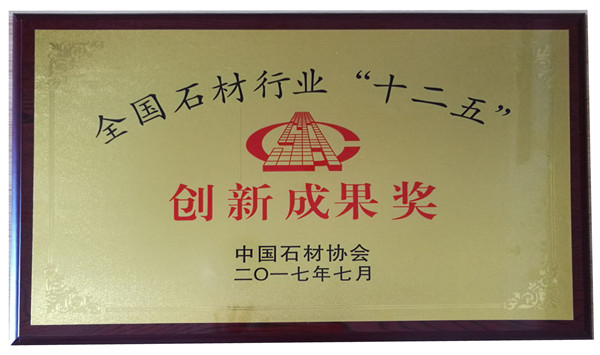 全国石材行业“十二五”
创新成果奖
中国石材协会
二〇一七年七月